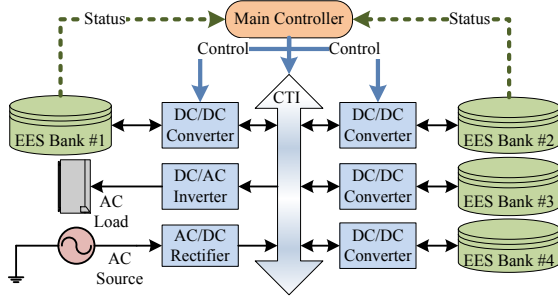 Status
Main Controller
Status
Control
Control
CTI
DC/DC
Converter
DC/DC
Converter
EES Bank #1
EES Bank #2
DC/AC
Inverter
DC/DC
Converter
EES Bank #3
AC
Load
AC/DC
Rectifier
DC/DC
Converter
EES Bank #4
AC
Source